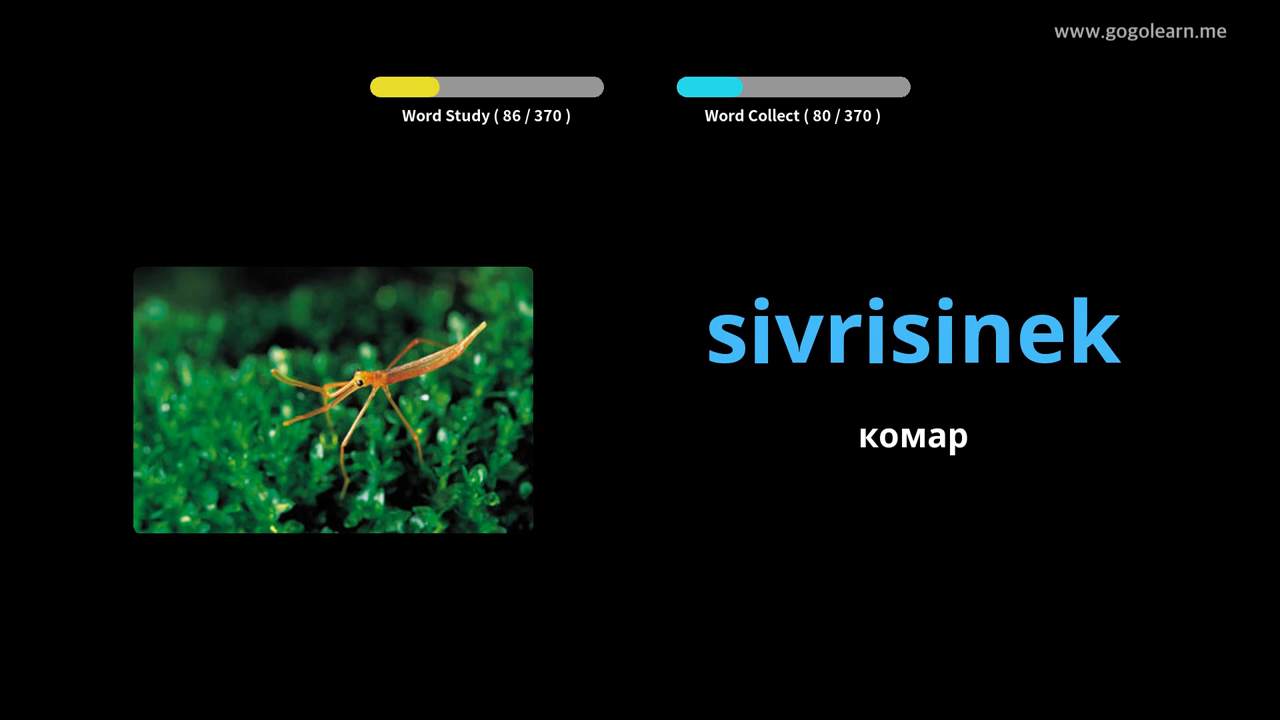 www.gogolearn.me
Word Study ( 86 / 370 )
Word Collect ( 80 / 370 )
sivrisinek
комар